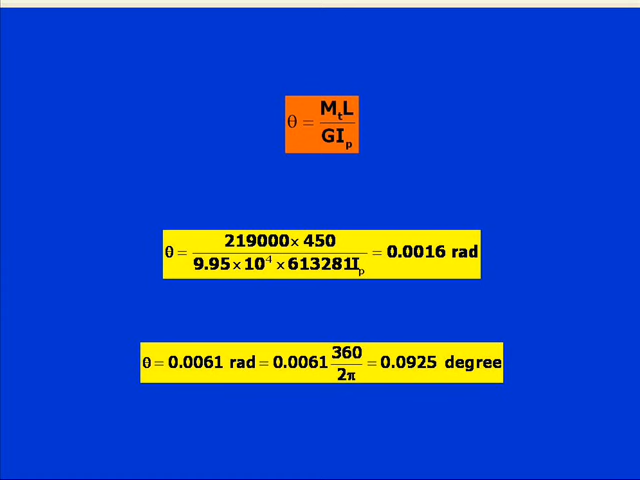 θ = MₜL / GIₚ
θ = 219000 × 450 / 9.95 × 10⁴ × 613281Iₚ = 0.0016 rad
θ = 0.0061 rad = 0.0061 360 / 2π = 0.0925 degree